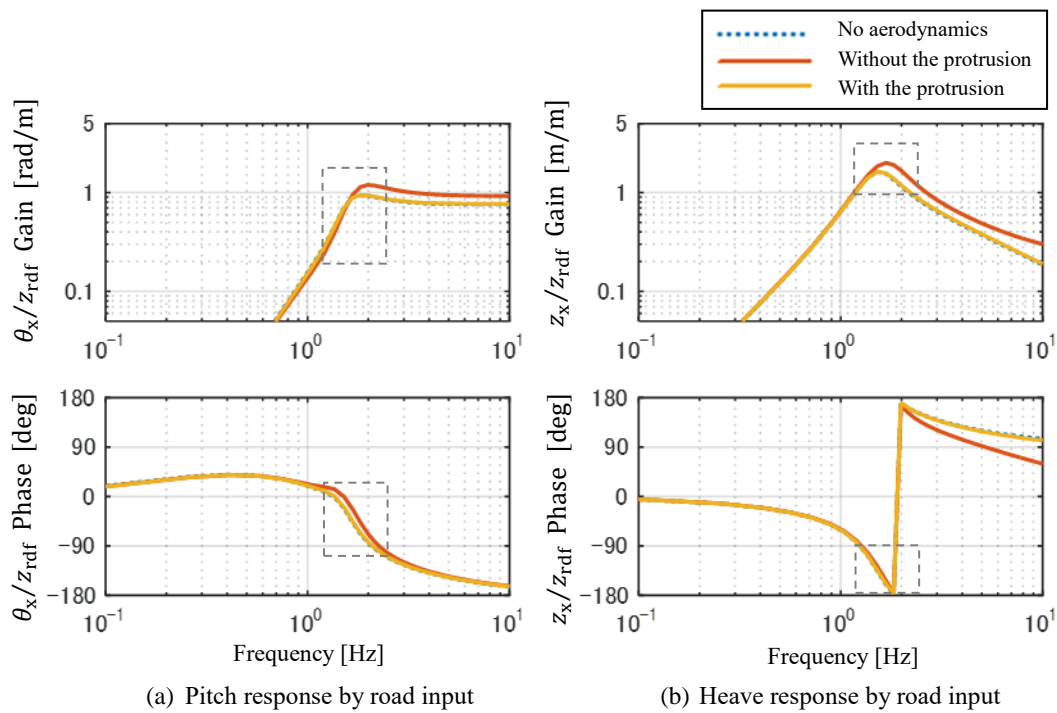 No aerodynamics
Without the protrusion
With the protrusion
θx/zrdf Gain [rad/m]
5
1
0.1
10⁻¹
10⁰
10¹
zx/zrdf Gain [m/m]
5
1
0.1
10⁻¹
10⁰
10¹
θx/zrdf Phase [deg]
180
90
0
−90
−180
10⁻¹
10⁰
10¹
Frequency [Hz]
zx/zrdf Phase [deg]
180
90
0
−90
−180
10⁻¹
10⁰
10¹
Frequency [Hz]
(a) Pitch response by road input
(b) Heave response by road input